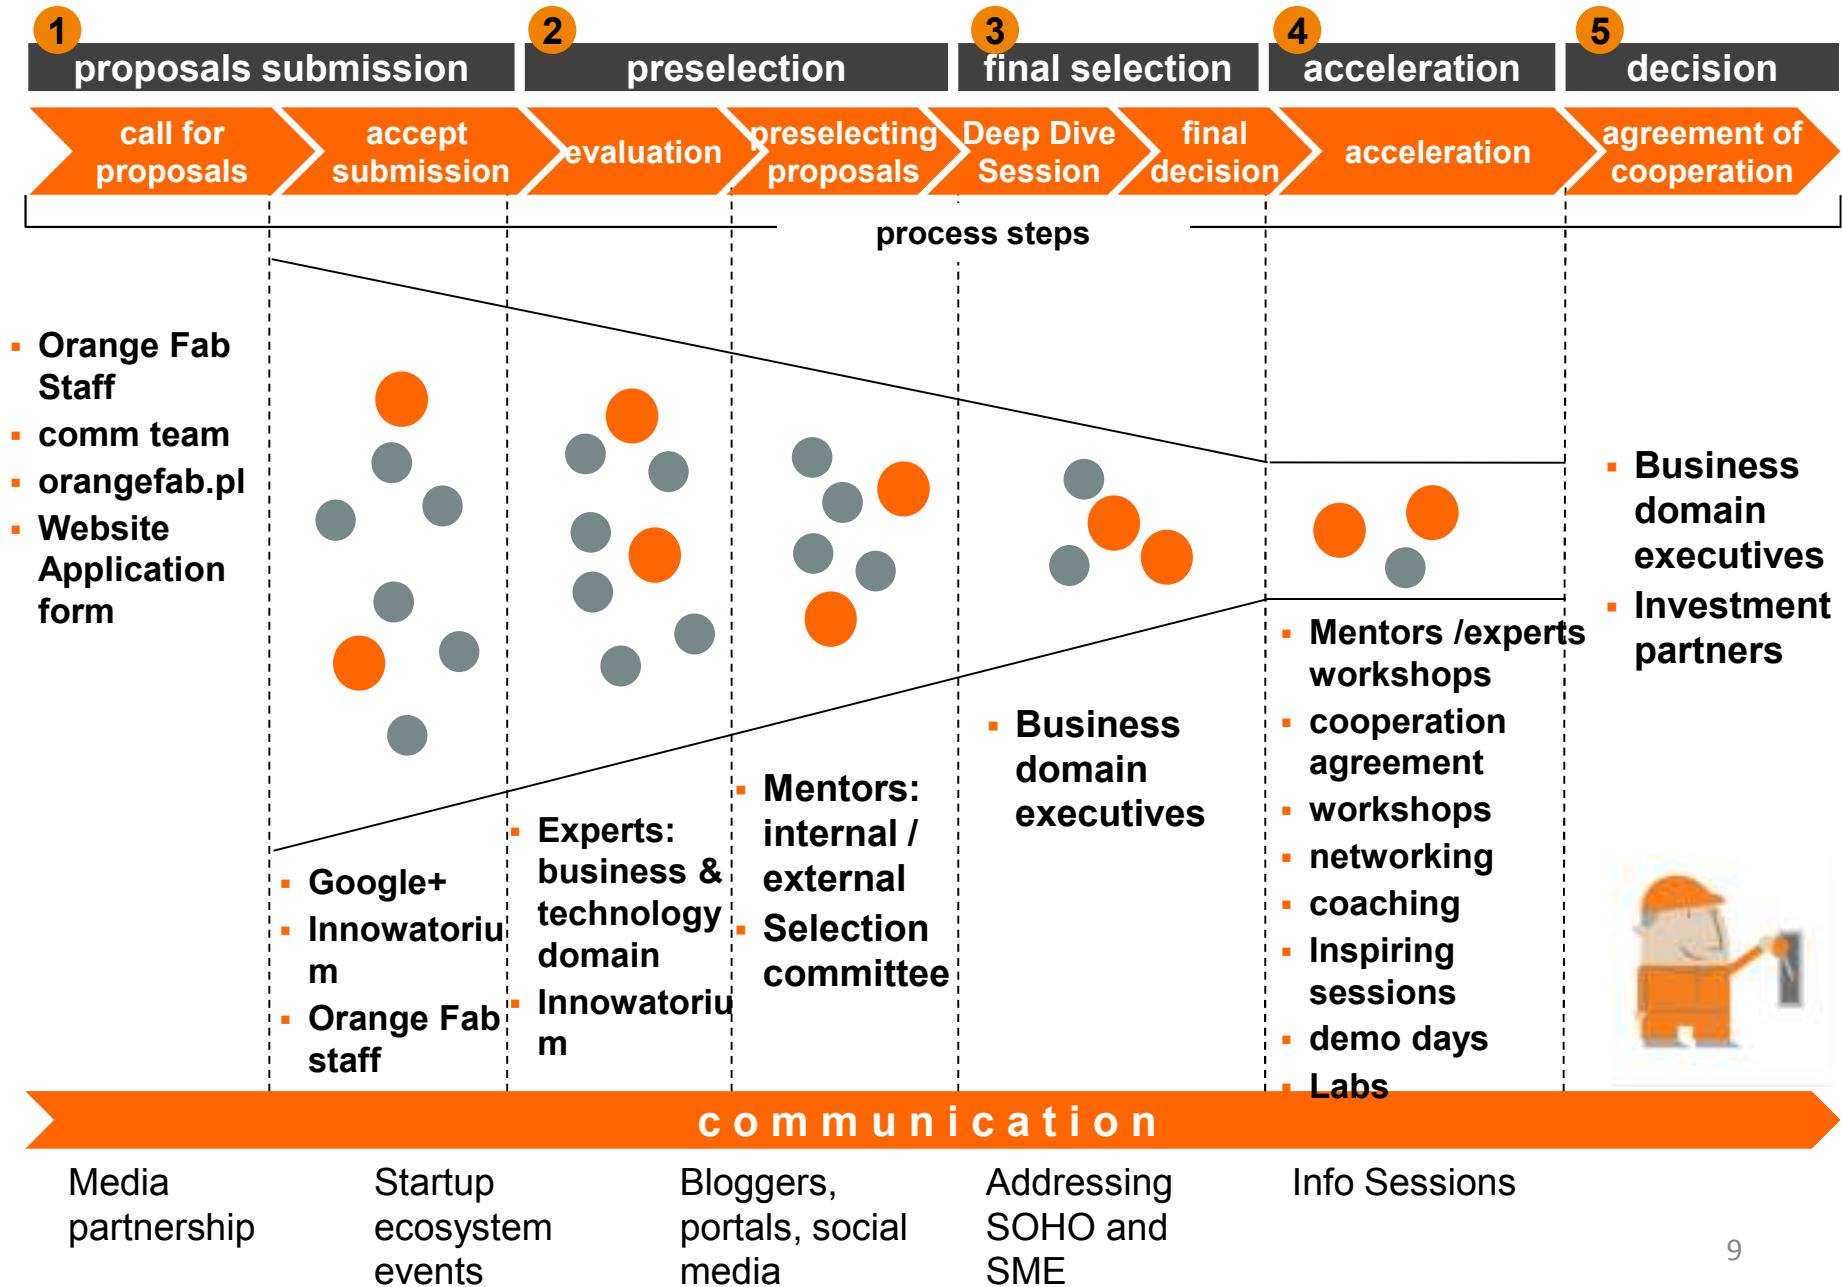 1
2
3
4
5
proposals submission
preselection
final selection
acceleration
decision
call for
proposals
accept
submission
evaluation
preselecting
proposals
Deep Dive
Session
final
decision
acceleration
agreement of
cooperation
process steps
Orange Fab
Staff
comm team
orangefab.pl
Website
Application
form
Google+
Innowatoriu
m
Orange Fab
staff
Experts:
business &
technology
domain
Innowatoriu
m
Mentors:
internal /
external
Selection
committee
Business
domain
executives
Mentors /experts
workshops
cooperation
agreement
workshops
networking
coaching
Inspiring
sessions
demo days
Labs
Business
domain
executives
Investment
partners
communication
Media
partnership
Startup
ecosystem
events
Bloggers,
portals, social
media
Addressing
SOHO and
SME
Info Sessions
9